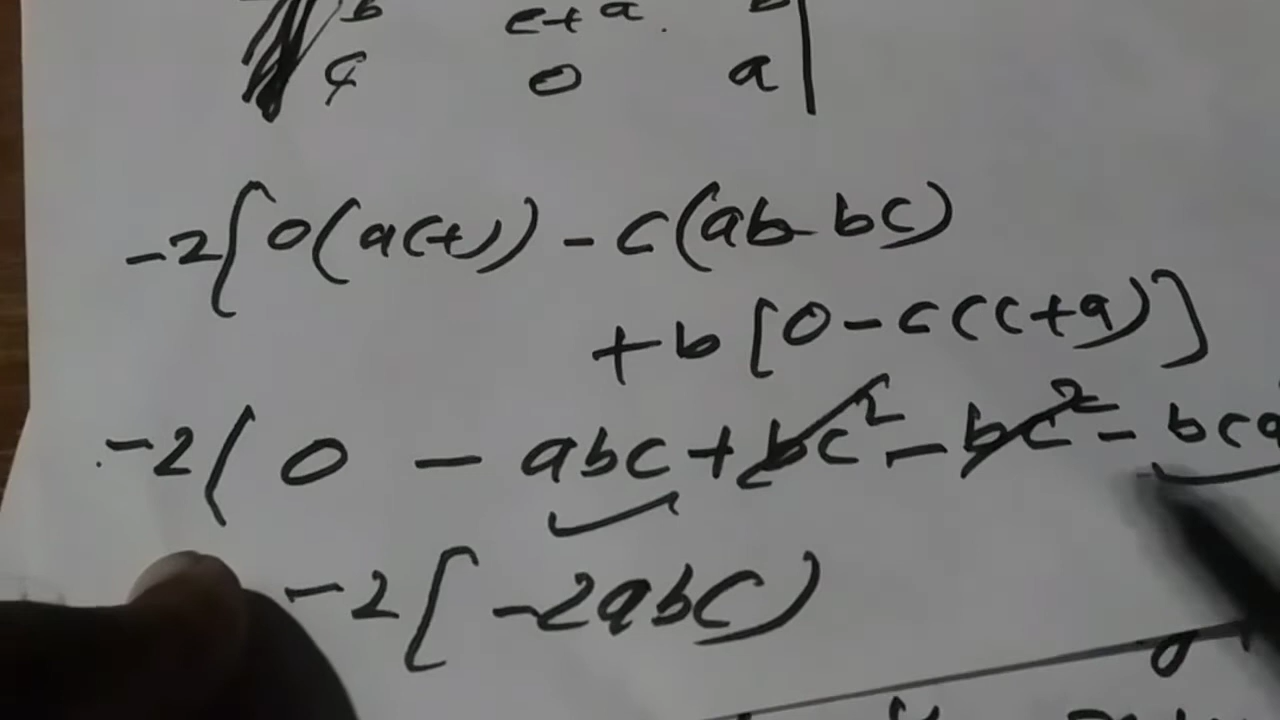 b c+a b
c 0 a
-2[0(a(+)) - c(ab - bc)
+ b[0 - c(c+a)]
-2( 0 - abc + bc² - bc² - bca
-2[-2abc)